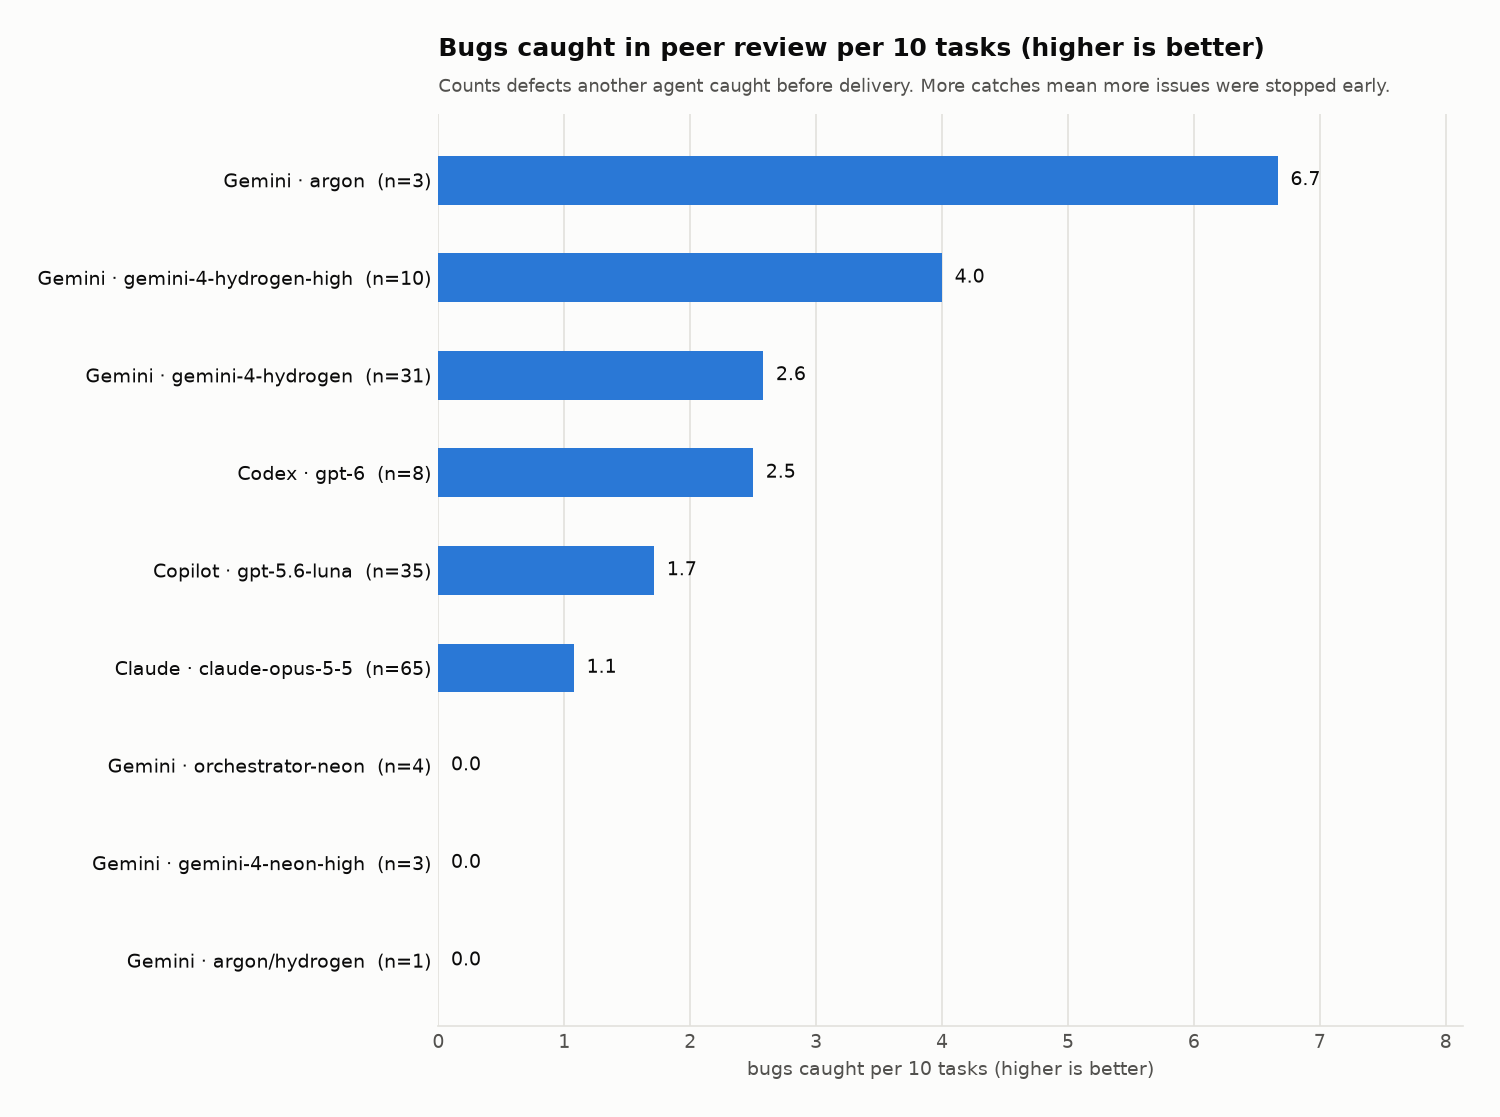 Bugs caught in peer review per 10 tasks (higher is better)
Counts defects another agent caught before delivery. More catches mean more issues were stopped early.
Gemini · argon (n=3) 6.7
Gemini · gemini-4-hydrogen-high (n=10) 4.0
Gemini · gemini-4-hydrogen (n=31) 2.6
Codex · gpt-6 (n=8) 2.5
Copilot · gpt-5.6-luna (n=35) 1.7
Claude · claude-opus-5-5 (n=65) 1.1
Gemini · orchestrator-neon (n=4) 0.0
Gemini · gemini-4-neon-high (n=3) 0.0
Gemini · argon/hydrogen (n=1) 0.0
0 1 2 3 4 5 6 7 8
bugs caught per 10 tasks (higher is better)